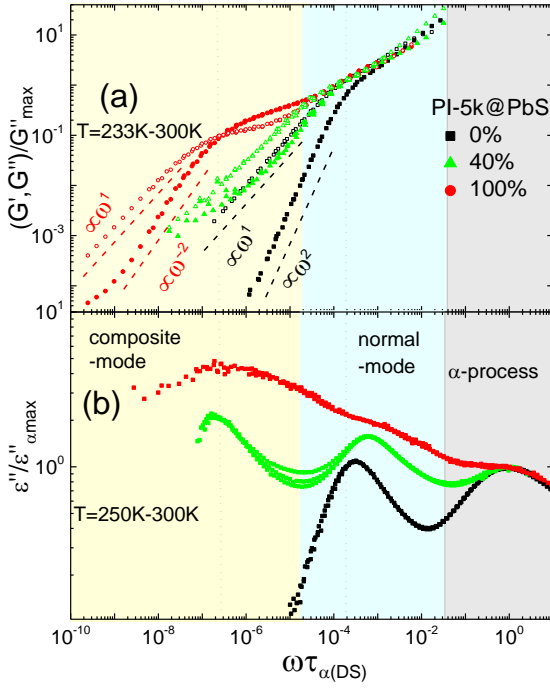 10¹
(G',G'')/G''max
10⁻¹
10⁻³
10¹
(a)
T=233K-300K
PI-5k@PbS
0%
40%
100%
∝ω¹
∝ω~²
∝ω¹
∝ω²
composite
-mode
normal
-mode
α-process
(b)
ε''/ε''αmax
10⁰
T=250K-300K
10⁻¹⁰ 10⁻⁸ 10⁻⁶ 10⁻⁴ 10⁻² 10⁰
ωτα(DS)